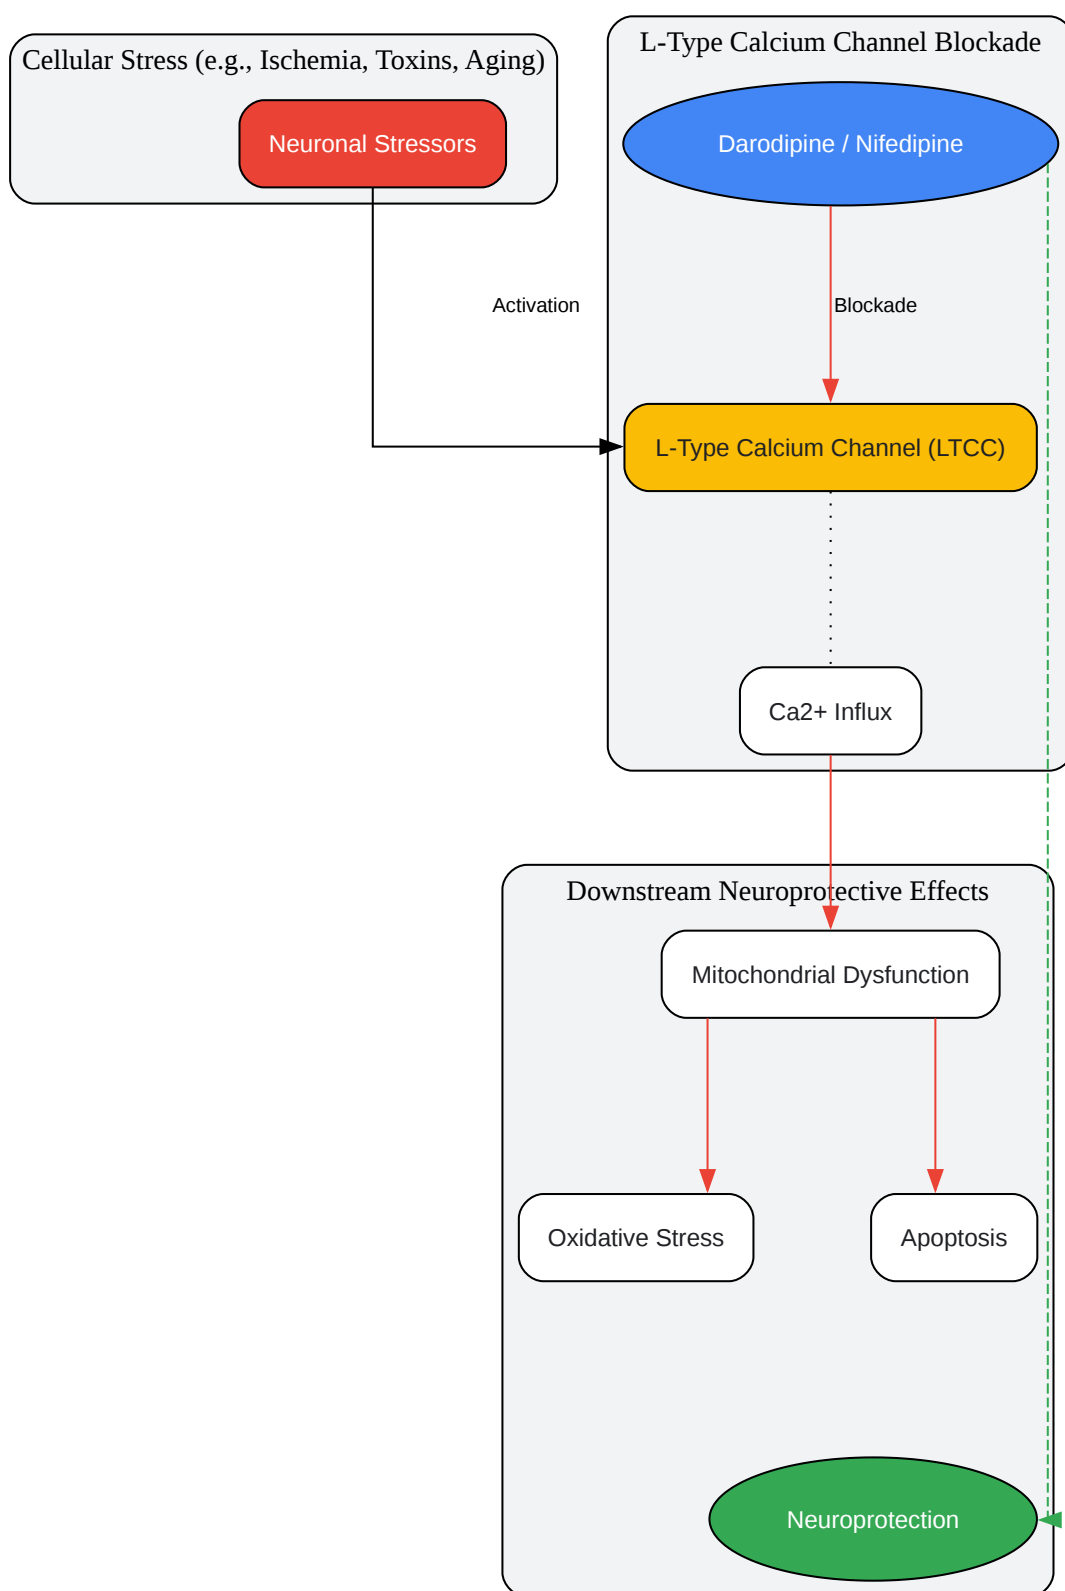 Cellular Stress (e.g., Ischemia, Toxins, Aging)
Neuronal Stressors
L-Type Calcium Channel Blockade
Darodipine / Nifedipine
Activation
Blockade
L-Type Calcium Channel (LTCC)
Ca2+ Influx
Downstream Neuroprotective Effects
Mitochondrial Dysfunction
Oxidative Stress
Apoptosis
Neuroprotection